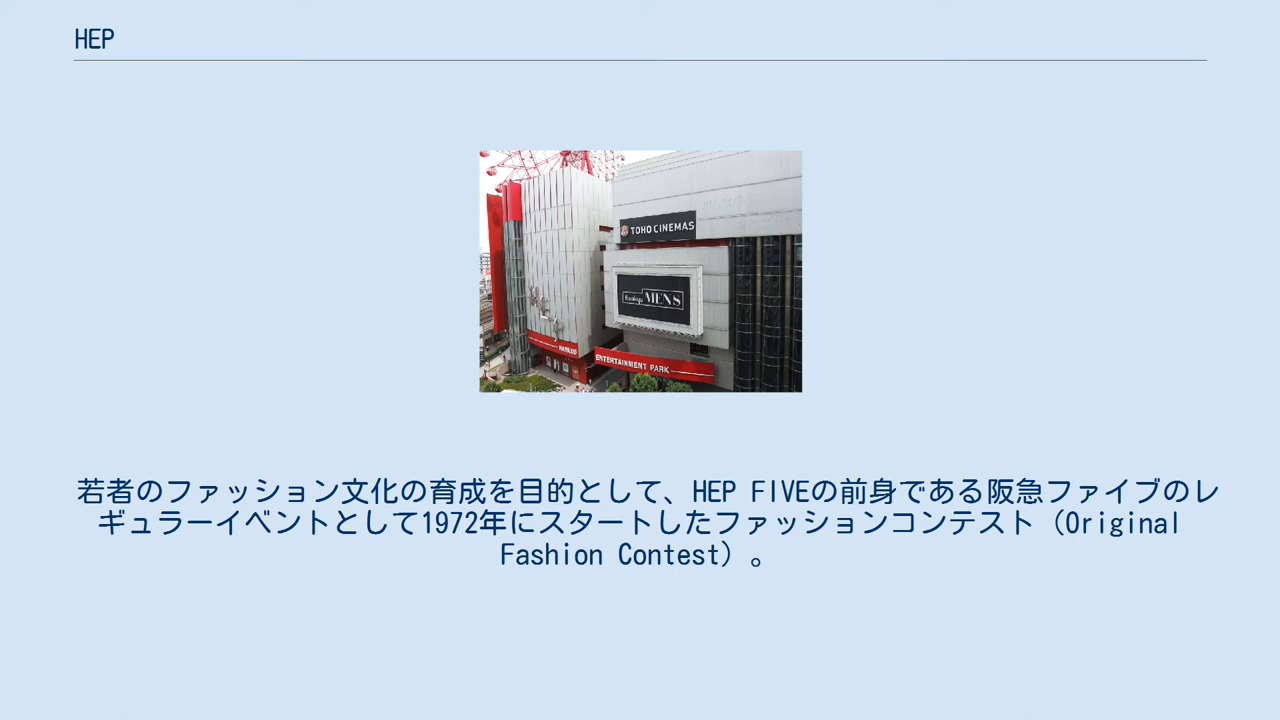 HEP
TOHO CINEMAS
MENS
HANKYU
ENTERTAINMENT PARK
若者のファッション文化の育成を目的として、HEP FIVEの前身である阪急ファイブのレ
ギュラーイベントとして1972年にスタートしたファッションコンテスト（Original
Fashion Contest）。